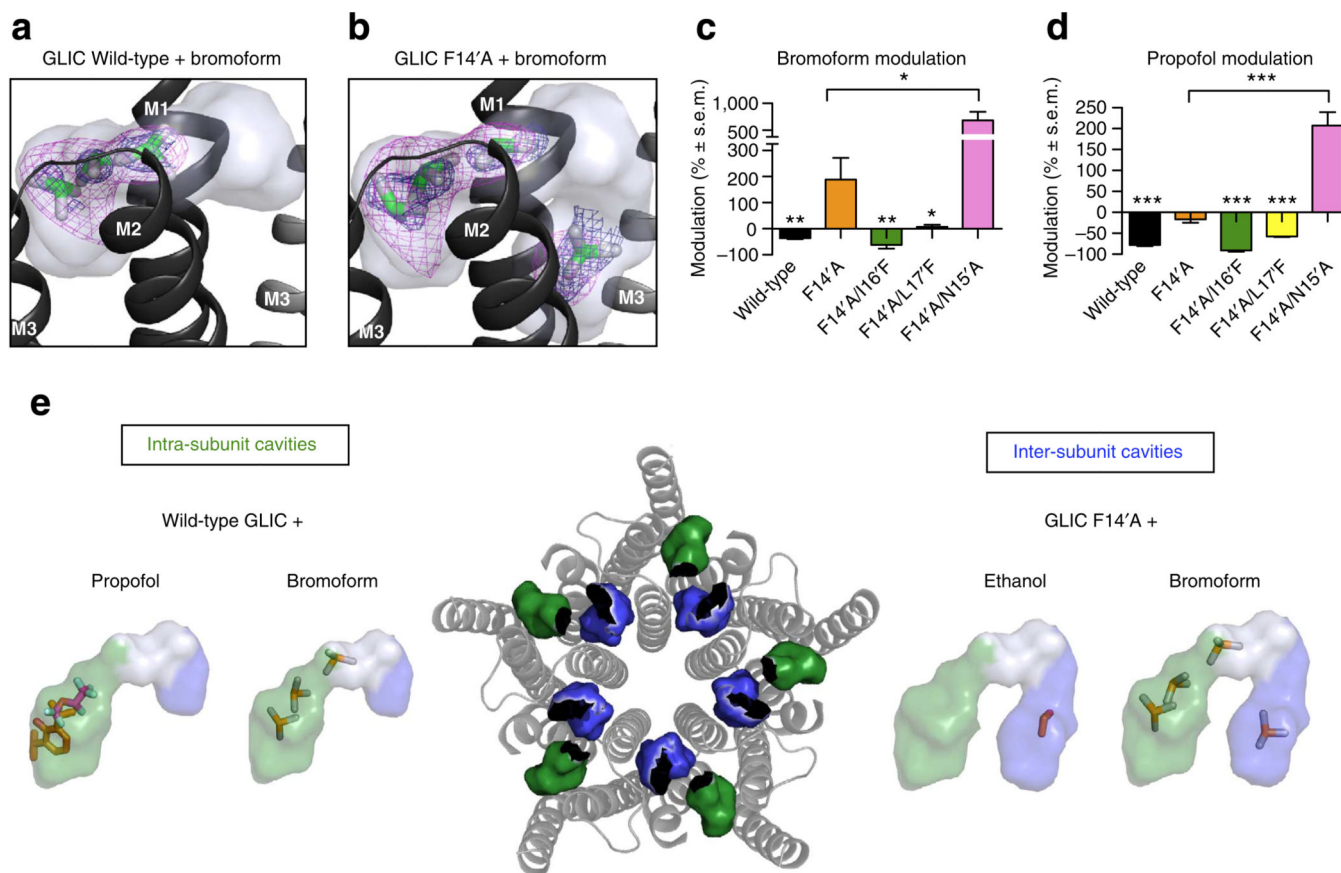 a
GLIC Wild-type + bromoform
M1
M2
M3
M3
b
GLIC F14′A + bromoform
M1
M2
M3
M3
c
Bromoform modulation
*
Modulation (% ± s.e.m.)
1,000
500
300
200
100
0
−100
**
**
*
Wild-type
F14′A
F14′A/I16′F
F14′A/L17′F
F14′A/N15′A
d
Propofol modulation
***
Modulation (% ± s.e.m.)
250
200
150
100
50
0
−50
−100
***
***
***
Wild-type
F14′A
F14′A/I16′F
F14′A/L17′F
F14′A/N15′A
e
Intra-subunit cavities
Wild-type GLIC +
Propofol
Bromoform
Inter-subunit cavities
GLIC F14′A +
Ethanol
Bromoform